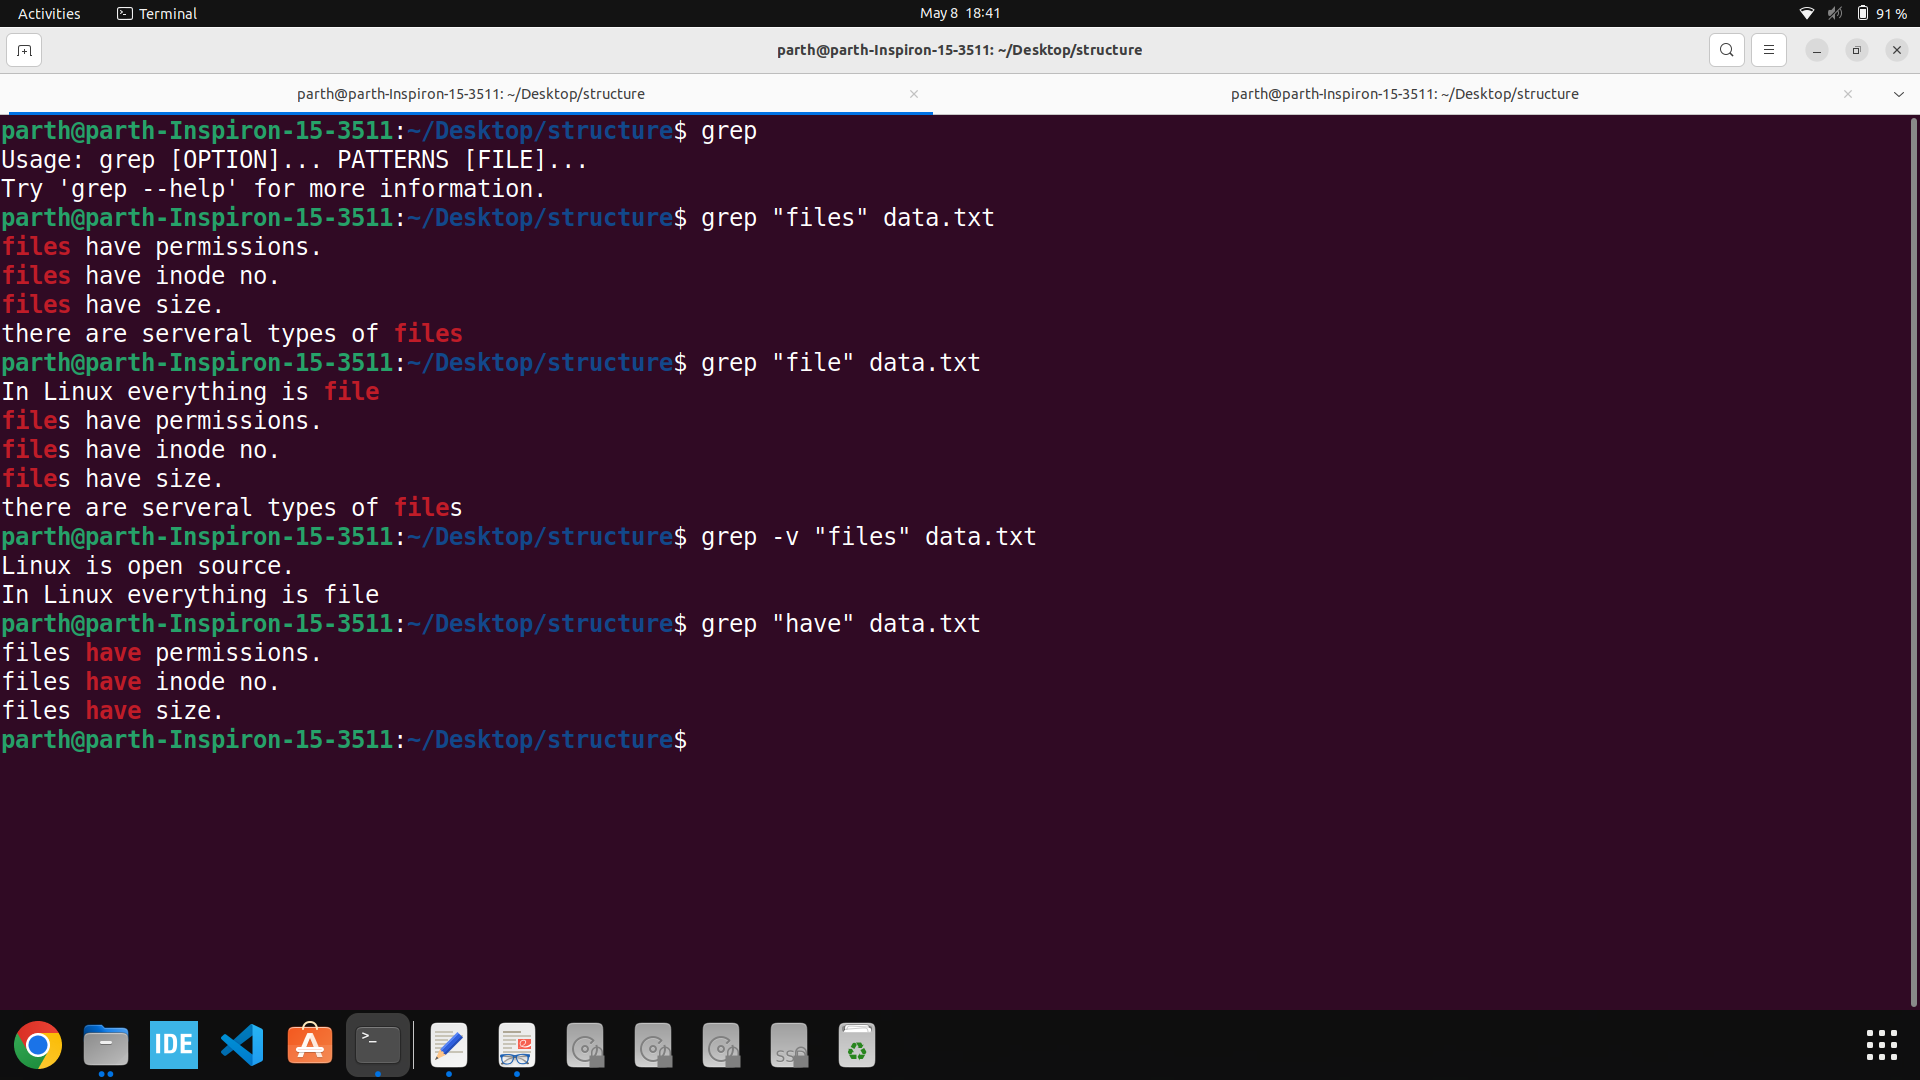 Activities Terminal May 8 18:41 91 %
parth@parth-Inspiron-15-3511: ~/Desktop/structure
parth@parth-Inspiron-15-3511: ~/Desktop/structure parth@parth-Inspiron-15-3511: ~/Desktop/structure
parth@parth-Inspiron-15-3511:~/Desktop/structure$ grep
Usage: grep [OPTION]... PATTERNS [FILE]...
Try 'grep --help' for more information.
parth@parth-Inspiron-15-3511:~/Desktop/structure$ grep "files" data.txt
files have permissions.
files have inode no.
files have size.
there are serveral types of files
parth@parth-Inspiron-15-3511:~/Desktop/structure$ grep "file" data.txt
In Linux everything is file
files have permissions.
files have inode no.
files have size.
there are serveral types of files
parth@parth-Inspiron-15-3511:~/Desktop/structure$ grep -v "files" data.txt
Linux is open source.
In Linux everything is file
parth@parth-Inspiron-15-3511:~/Desktop/structure$ grep "have" data.txt
files have permissions.
files have inode no.
files have size.
parth@parth-Inspiron-15-3511:~/Desktop/structure$
IDE >_ SSD